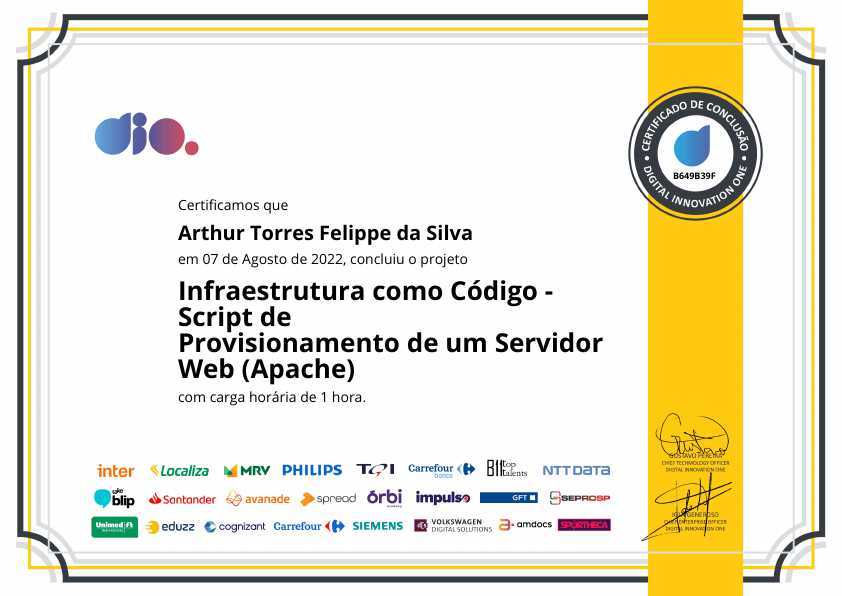 dio.
CERTIFICADO DE CONCLUSÃO
B649B39F
DIGITAL INNOVATION ONE
Certificamos que
Arthur Torres Felippe da Silva
em 07 de Agosto de 2022, concluiu o projeto
Infraestrutura como Código -
Script de
Provisionamento de um Servidor
Web (Apache)
com carga horária de 1 hora.
GUSTAVO PEREIRA
CHIEF TECHNOLOGY OFFICER
DIGITAL INNOVATION ONE
inter Localiza MRV PHILIPS TQI Carrefour banco top talents NTT DATA
take blip Santander avanade spread órbi impulso GFT SEPROSP
Unimed eduzz cognizant Carrefour SIEMENS VOLKSWAGEN DIGITAL SOLUTIONS amdocs SPORTHECA
GENEROSO
CHIEF ENTERPRISE OFFICER
DIGITAL INNOVATION ONE